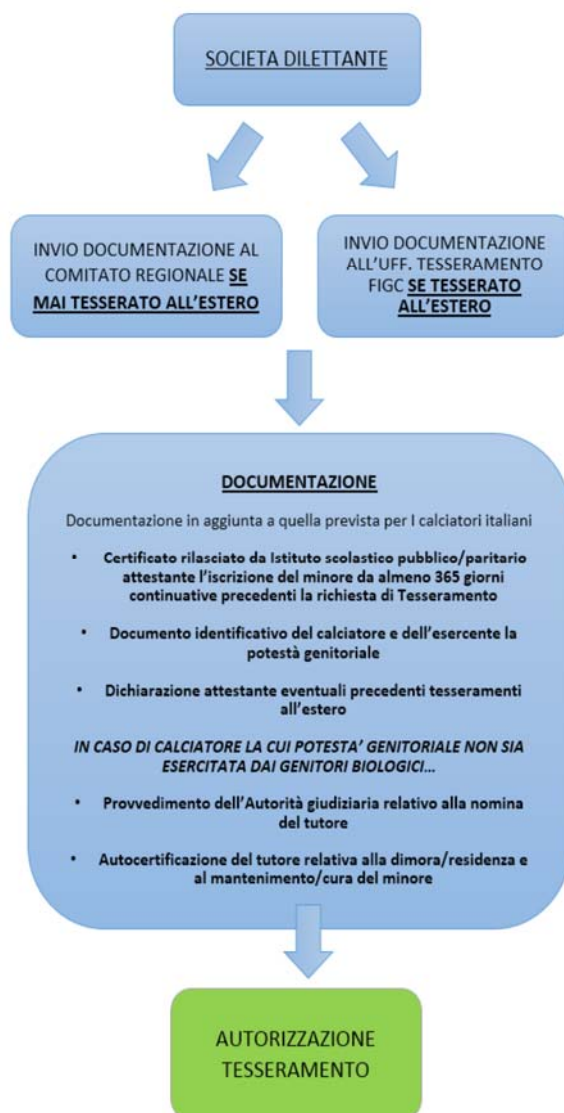 SOCIETA DILETTANTE
INVIO DOCUMENTAZIONE AL
COMITATO REGIONALE SE
MAI TESSERATO ALL'ESTERO
INVIO DOCUMENTAZIONE
ALL'UFF. TESSERAMENTO
FIGC SE TESSERATO
ALL'ESTERO
DOCUMENTAZIONE
Documentazione in aggiunta a quella prevista per I calciatori italiani
• Certificato rilasciato da Istituto scolastico pubblico/paritario
attestante l'iscrizione del minore da almeno 365 giorni
continuative precedenti la richiesta di Tesseramento
• Documento identificativo del calciatore e dell'esercente la
potestà genitoriale
• Dichiarazione attestante eventuali precedenti tesseramenti
all'estero
IN CASO DI CALCIATORE LA CUI POTESTA' GENITORIALE NON SIA
ESERCITATA DAI GENITORI BIOLOGICI…
• Provvedimento dell'Autorità giudiziaria relativo alla nomina
del tutore
• Autocertificazione del tutore relativa alla dimora/residenza e
al mantenimento/cura del minore
AUTORIZZAZIONE
TESSERAMENTO